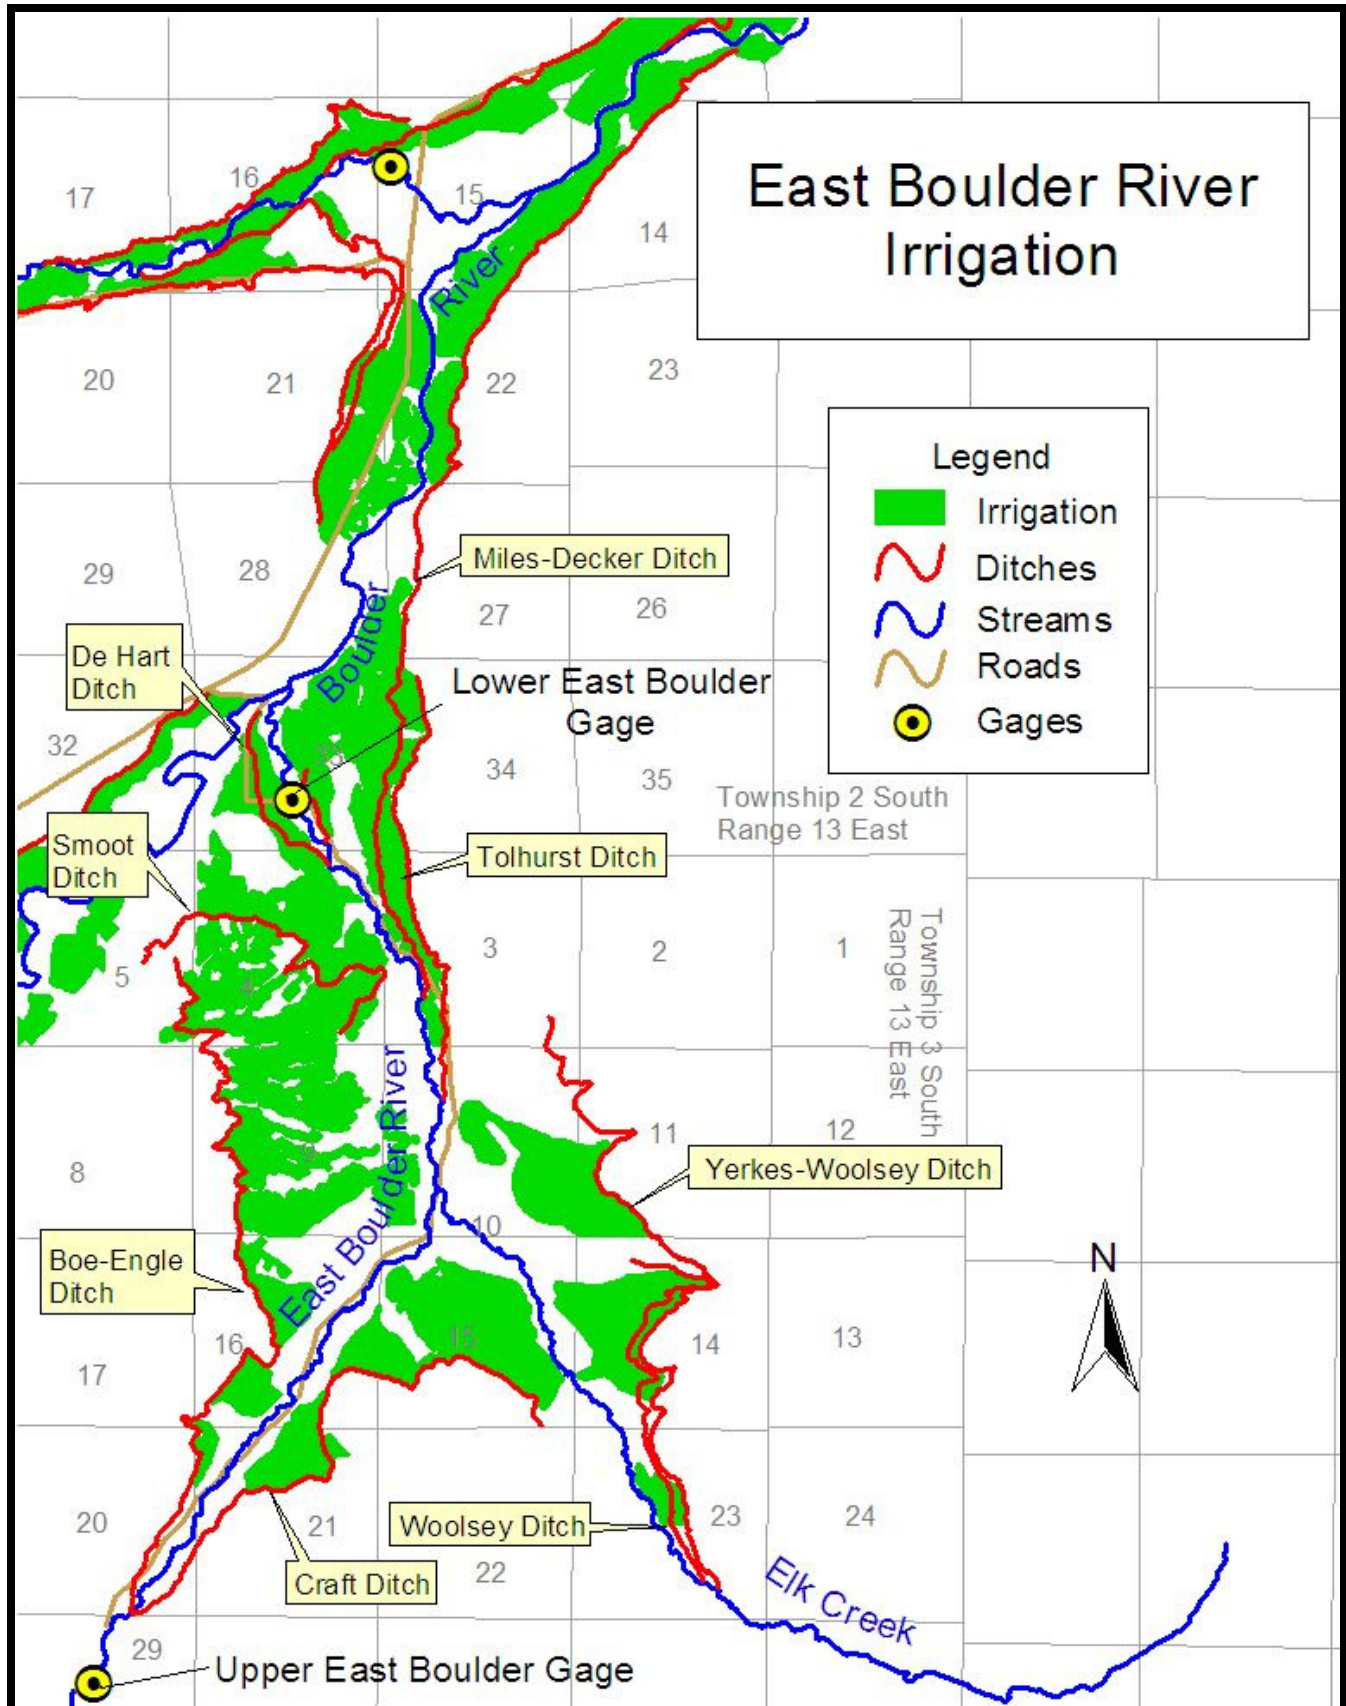 East Boulder River
Irrigation
17
16
15
14
River
20
21
22
23
Legend
Irrigation
Ditches
Streams
Roads
Gages
29
28
Miles-Decker Ditch
27
26
De Hart
Ditch
Boulder
Lower East Boulder
Gage
32
33
34
35
Township 2 South
Range 13 East
Smoot
Ditch
Tolhurst Ditch
5
4
3
2
1
Township 3 South
Range 13 East
8
9
East Boulder River
10
11
12
Yerkes-Woolsey Ditch
Boe-Engle
Ditch
N
17
16
15
14
13
20
21
22
23
24
Woolsey Ditch
Craft Ditch
Elk Creek
29
Upper East Boulder Gage